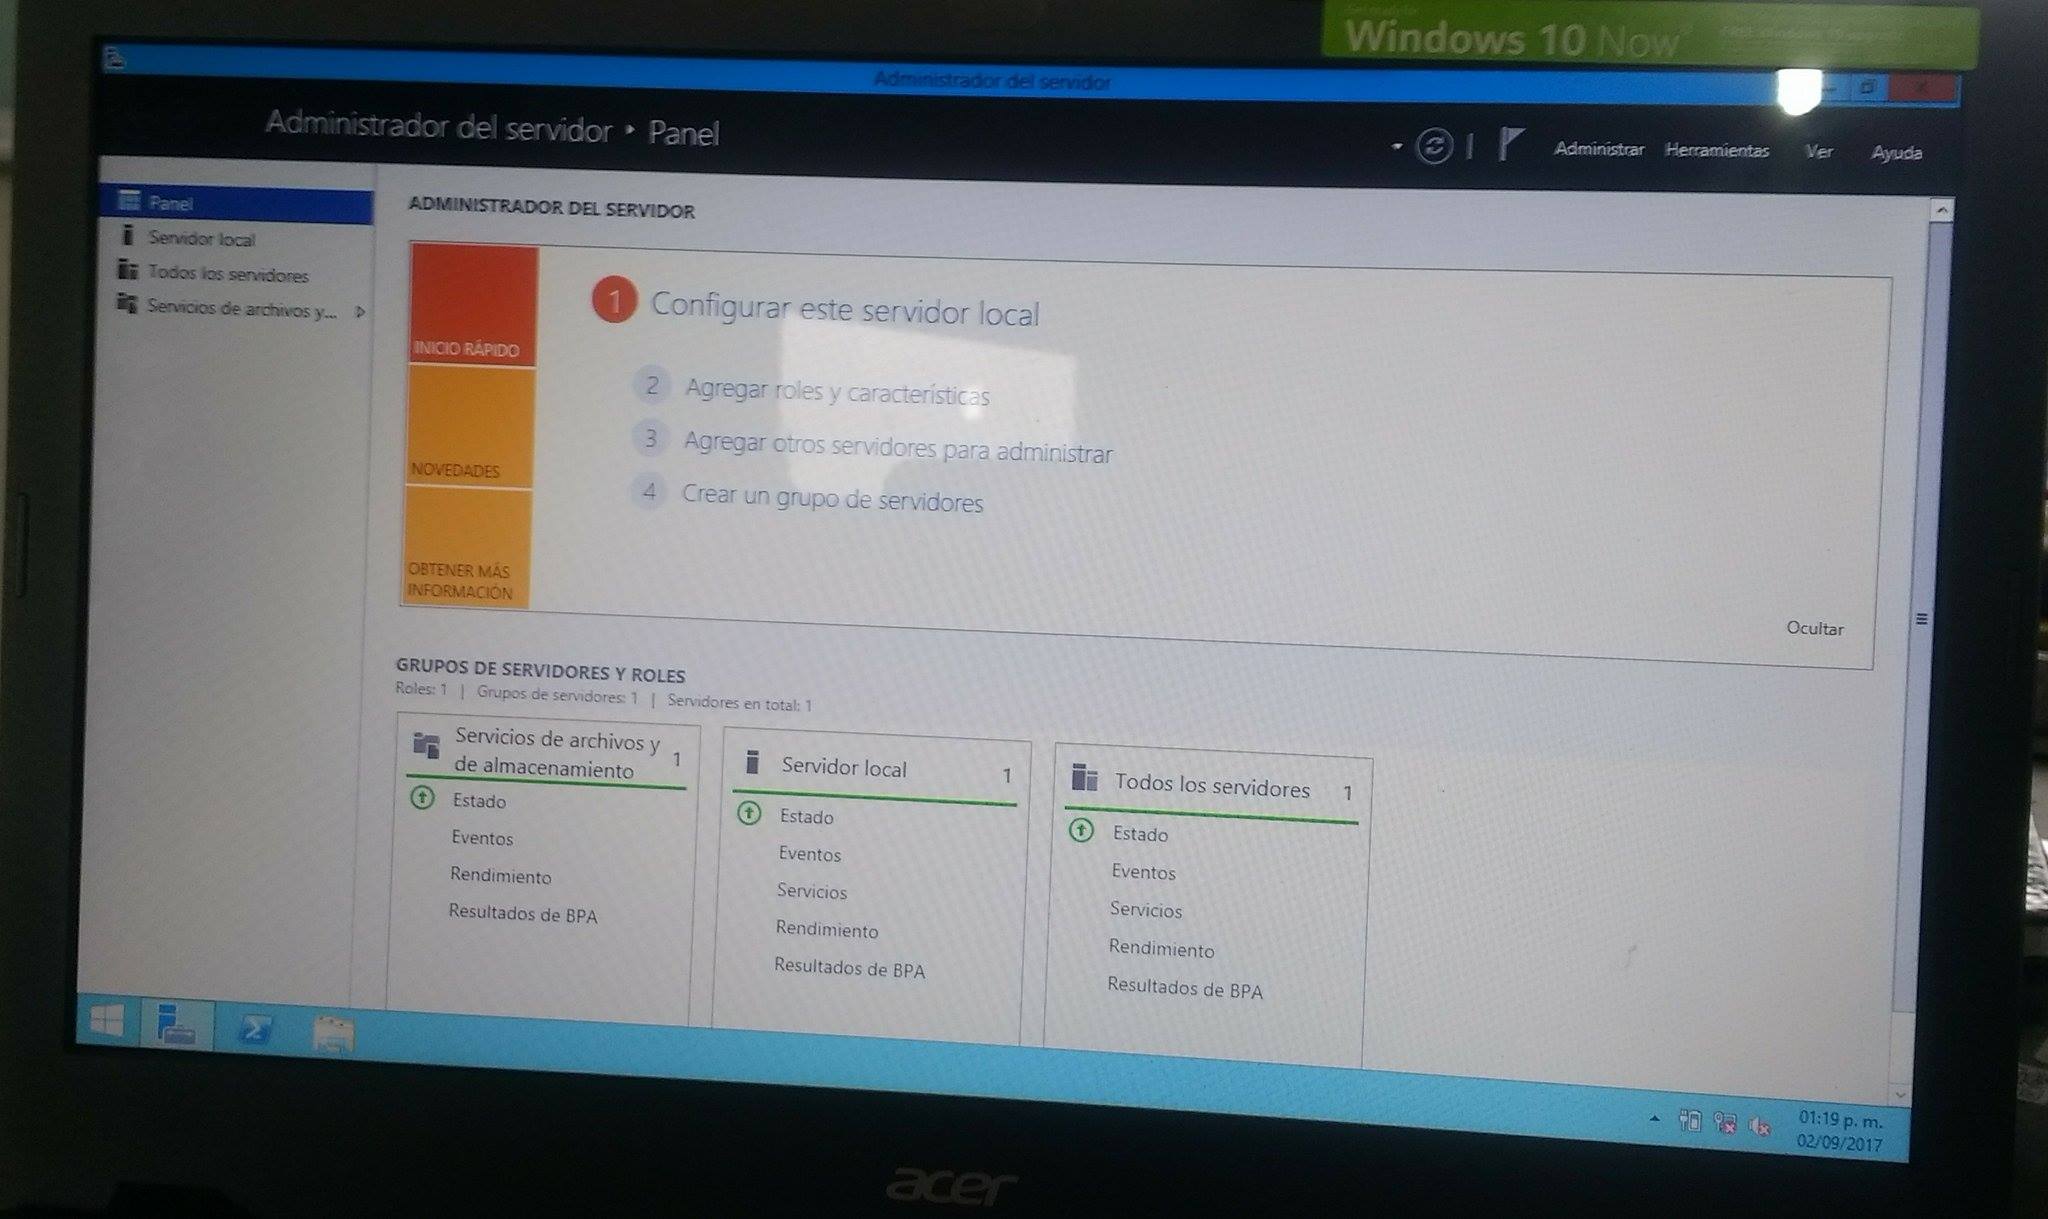 Windows 10 Now
Administrador del servidor
Administrador del servidor ‣ Panel
Administrar Herramientas Ver Ayuda
Panel
Servidor local
Todos los servidores
Servicios de archivos y...
ADMINISTRADOR DEL SERVIDOR
INICIO RÁPIDO
NOVEDADES
OBTENER MÁS
INFORMACIÓN
1 Configurar este servidor local
2 Agregar roles y características
3 Agregar otros servidores para administrar
4 Crear un grupo de servidores
Ocultar
GRUPOS DE SERVIDORES Y ROLES
Roles: 1 | Grupos de servidores: 1 | Servidores en total: 1
Servicios de archivos y
de almacenamiento 1
Estado
Eventos
Rendimiento
Resultados de BPA
Servidor local 1
Estado
Eventos
Servicios
Rendimiento
Resultados de BPA
Todos los servidores 1
Estado
Eventos
Servicios
Rendimiento
Resultados de BPA
01:19 p. m.
02/09/2017
acer